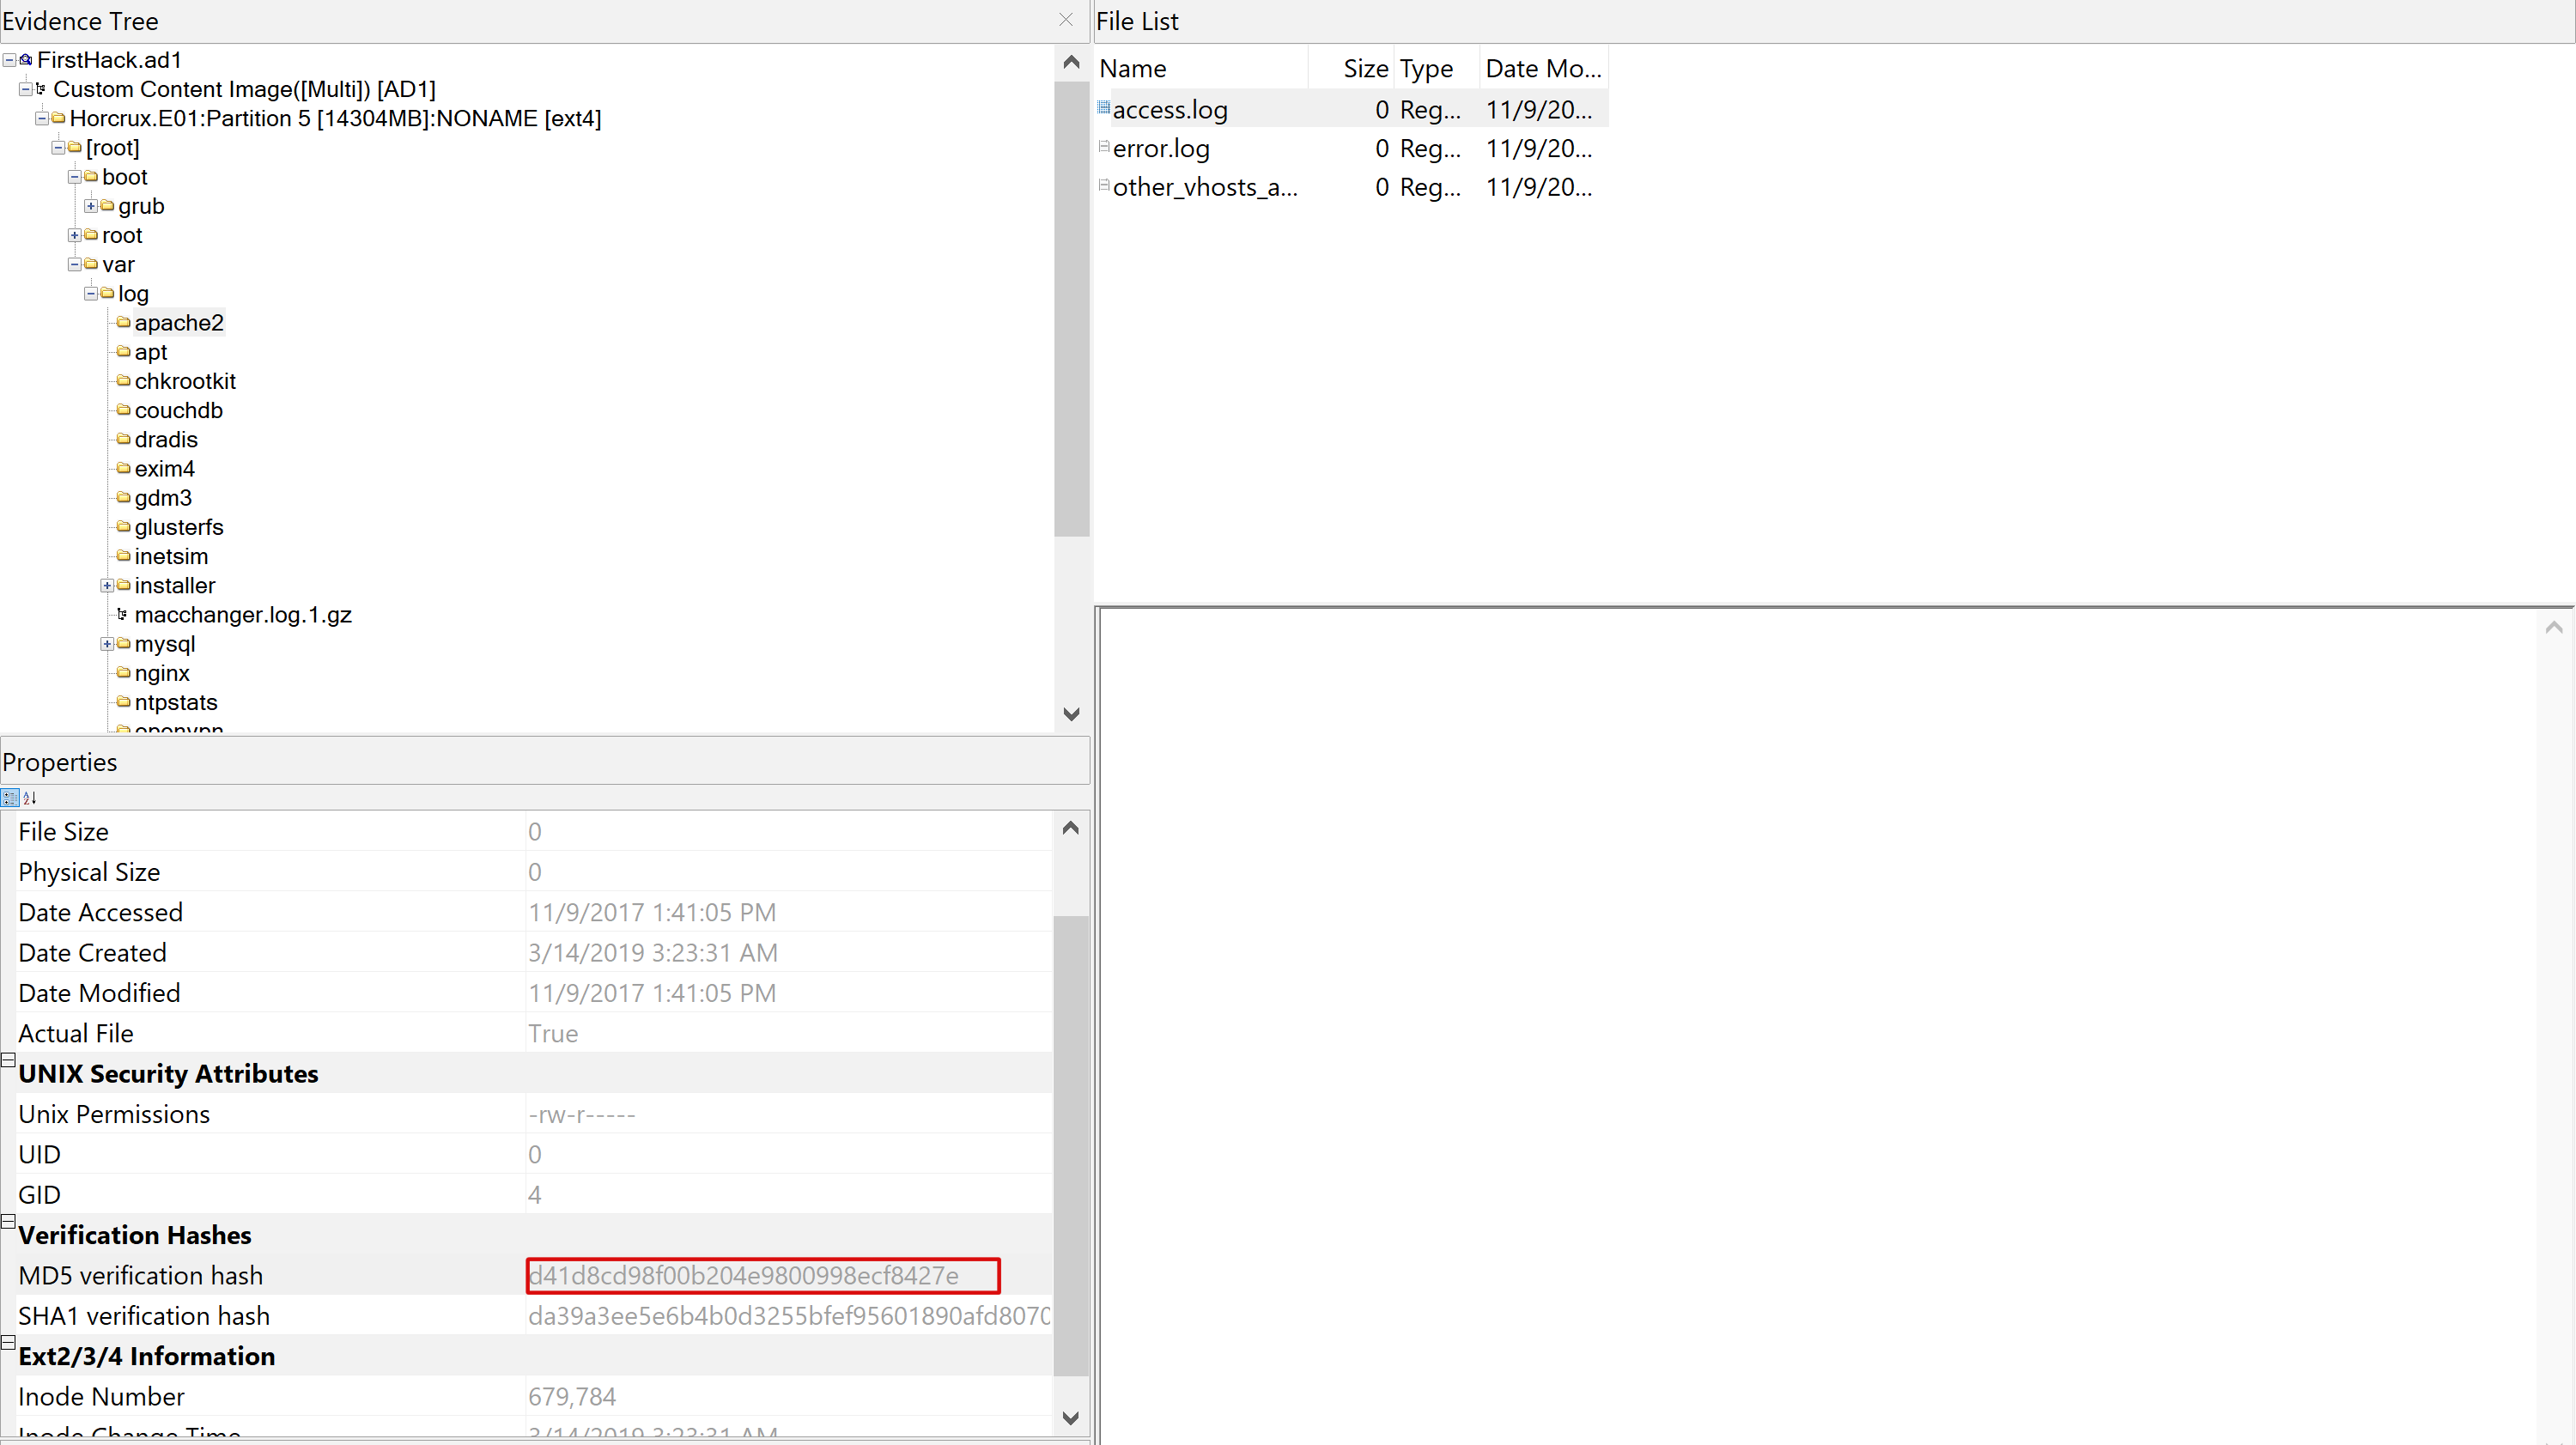 Evidence Tree
FirstHack.ad1
Custom Content Image([Multi]) [AD1]
Horcrux.E01:Partition 5 [14304MB]:NONAME [ext4]
[root]
boot
grub
root
var
log
apache2
apt
chkrootkit
couchdb
dradis
exim4
gdm3
glusterfs
inetsim
installer
macchanger.log.1.gz
mysql
nginx
ntpstats
openvpn
Properties
File Size 0
Physical Size 0
Date Accessed 11/9/2017 1:41:05 PM
Date Created 3/14/2019 3:23:31 AM
Date Modified 11/9/2017 1:41:05 PM
Actual File True
UNIX Security Attributes
Unix Permissions -rw-r-----
UID 0
GID 4
Verification Hashes
MD5 verification hash d41d8cd98f00b204e9800998ecf8427e
SHA1 verification hash da39a3ee5e6b4b0d3255bfef95601890afd8070
Ext2/3/4 Information
Inode Number 679,784
Inode Change Time 3/14/2019 3:23:31 AM
File List
Name Size Type Date Mo...
access.log 0 Reg... 11/9/20...
error.log 0 Reg... 11/9/20...
other_vhosts_a... 0 Reg... 11/9/20...